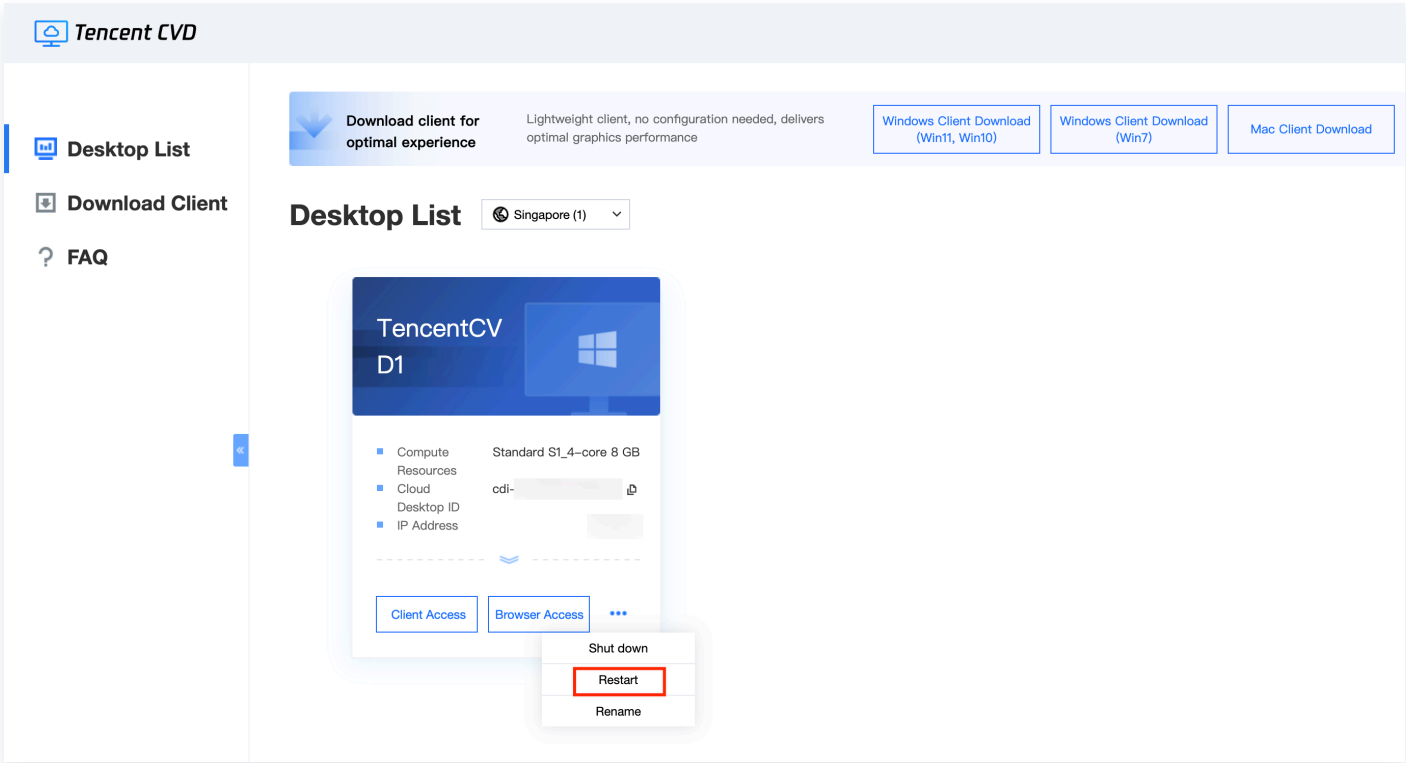 Tencent CVD
Desktop List
Download Client
FAQ
Download client for
optimal experience
Lightweight client, no configuration needed, delivers
optimal graphics performance
Windows Client Download
(Win11, Win10)
Windows Client Download
(Win7)
Mac Client Download
Desktop List
Singapore (1)
TencentCV
D1
Compute Standard S1_4–core 8 GB
Resources
Cloud cdi-
Desktop ID
IP Address
Client Access
Browser Access
Shut down
Restart
Rename